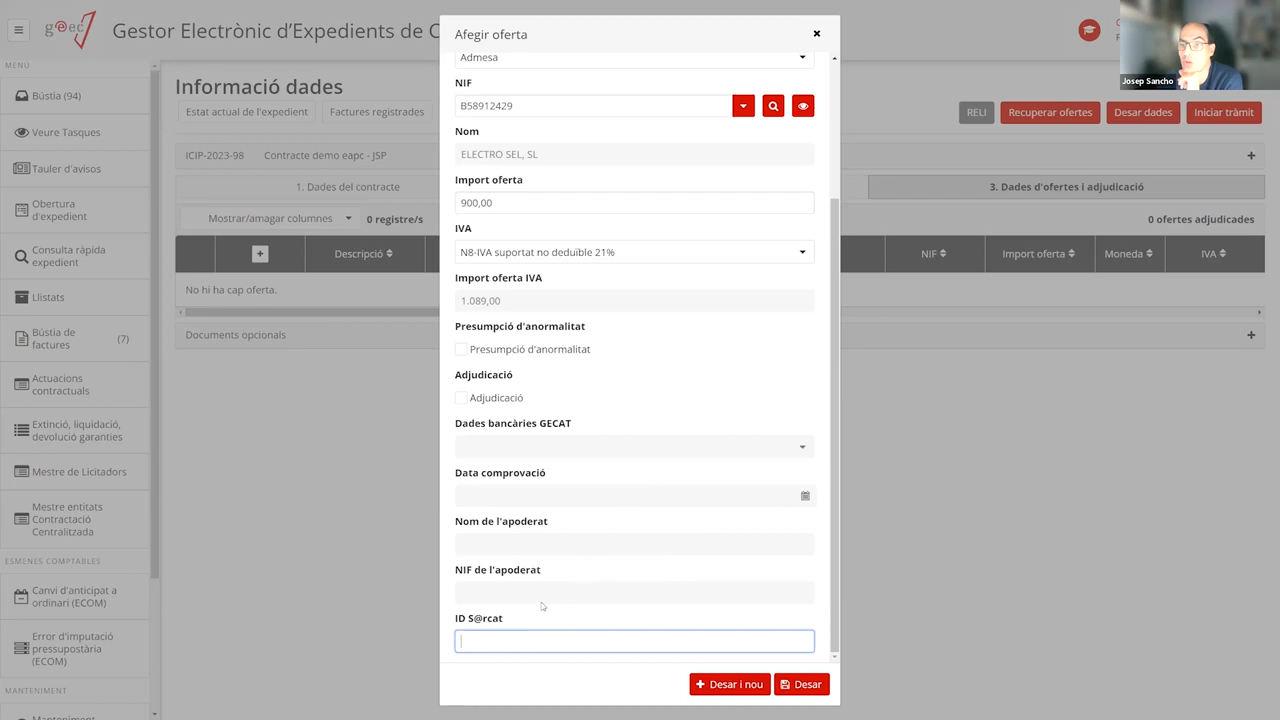 geec
Gestor Electrònic d'Expedients de C
Afegir oferta
Josep Sancho
MENÚ
Bústia (94)
Veure Tasques
Tauler d'avisos
Obertura
d'expedient
Consulta ràpida
expedient
Llistats
Bústia de
factures
(7)
Actuacions
contractuals
Extinció, liquidació,
devolució garanties
Mestre de Licitadors
Mestre entitats
Contractació
Centralitzada
ESMENES COMPTABLES
Canvi d'anticipat a
ordinari (ECOM)
Error d'imputació
pressupostària
(ECOM)
MANTENIMENT
Informació dades
Estat actual de l'expedient
Factures registrades
RELI
Recuperar ofertes
Desar dades
Iniciar tràmit
ICIP-2023-98
Contracte demo eapc - JSP
1. Dades del contracte
3. Dades d'ofertes i adjudicació
Mostrar/amagar columnes
0 registre/s
0 ofertes adjudicades
Descripció
NIF
Import oferta
Moneda
IVA
No hi ha cap oferta.
Documents opcionals
Admesa
NIF
B58912429
Nom
ELECTRO SEL, SL
Import oferta
900,00
IVA
N8-IVA suportat no deduïble 21%
Import oferta IVA
1.089,00
Presumpció d'anormalitat
Presumpció d'anormalitat
Adjudicació
Adjudicació
Dades bancàries GECAT
Data comprovació
Nom de l'apoderat
NIF de l'apoderat
ID S@rcat
Desar i nou
Desar